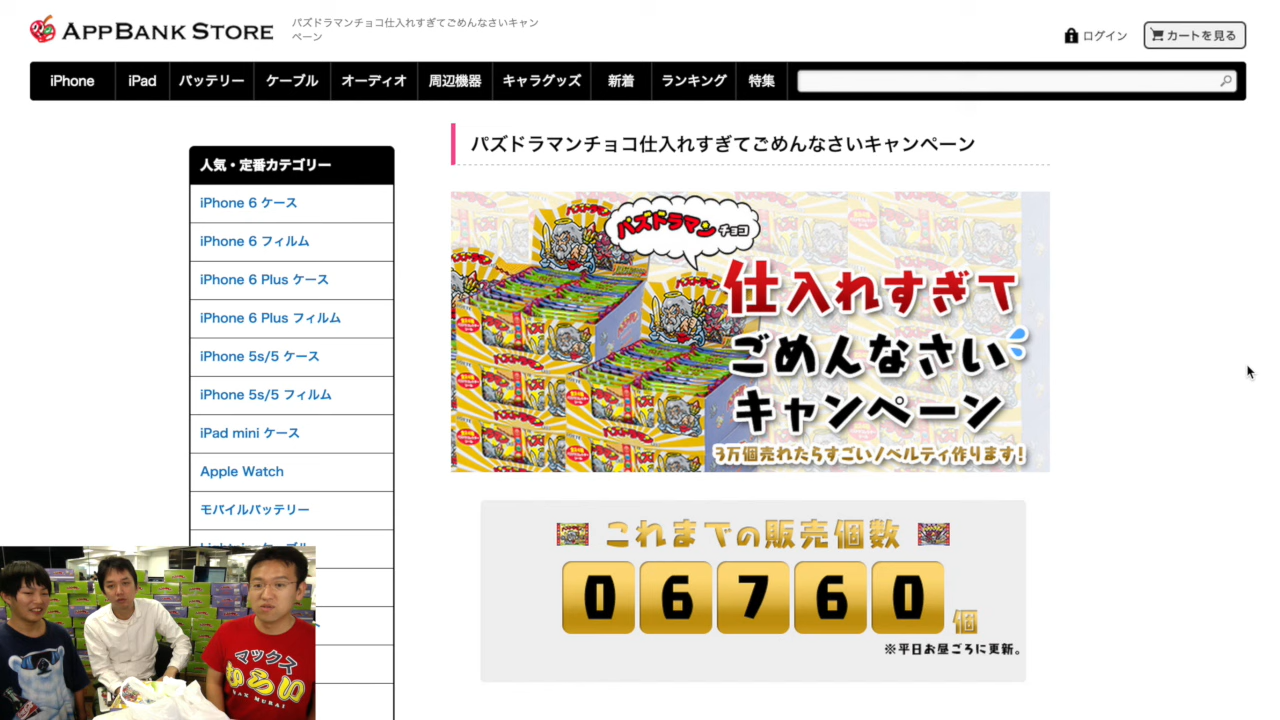 AppBank Store
パズドラマンチョコ仕入れすぎてごめんなさいキャン
ペーン
ログイン
カートを見る
iPhone
iPad
バッテリー
ケーブル
オーディオ
周辺機器
キャラグッズ
新着
ランキング
特集
パズドラマンチョコ仕入れすぎてごめんなさいキャンペーン
人気・定番カテゴリー
iPhone 6 ケース
iPhone 6 フィルム
iPhone 6 Plus ケース
iPhone 6 Plus フィルム
iPhone 5s/5 ケース
iPhone 5s/5 フィルム
iPad mini ケース
Apple Watch
モバイルバッテリー
パズドラマンチョコ
仕入れすぎて
ごめんなさい
キャンペーン
3万個売れたらすごいノベルティ作ります!
これまでの販売個数
06760個
※平日お昼ごろに更新。
マックス
むらい
MAX MURAI